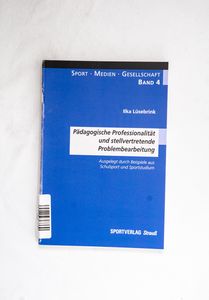 SPORT · MEDIEN · GESELLSCHAFT
BAND 4
Ilka Lüsebrink
Pädagogische Professionalität
und stellvertretende
Problembearbeitung
Ausgelegt durch Beispiele aus
Schulsport und Sportstudium
SPORTVERLAG Strauß